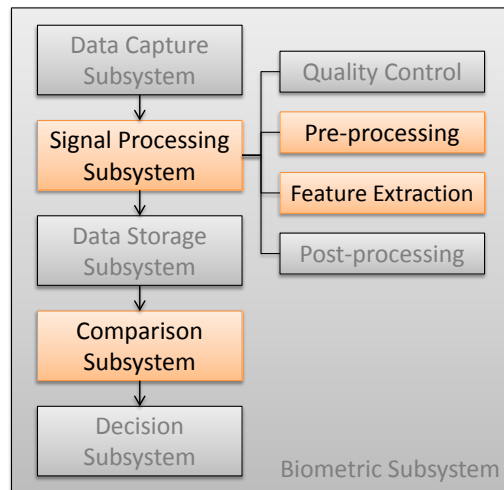 Data Capture
Subsystem
Signal Processing
Subsystem
Data Storage
Subsystem
Comparison
Subsystem
Decision
Subsystem
Quality Control
Pre-processing
Feature Extraction
Post-processing
Biometric Subsystem